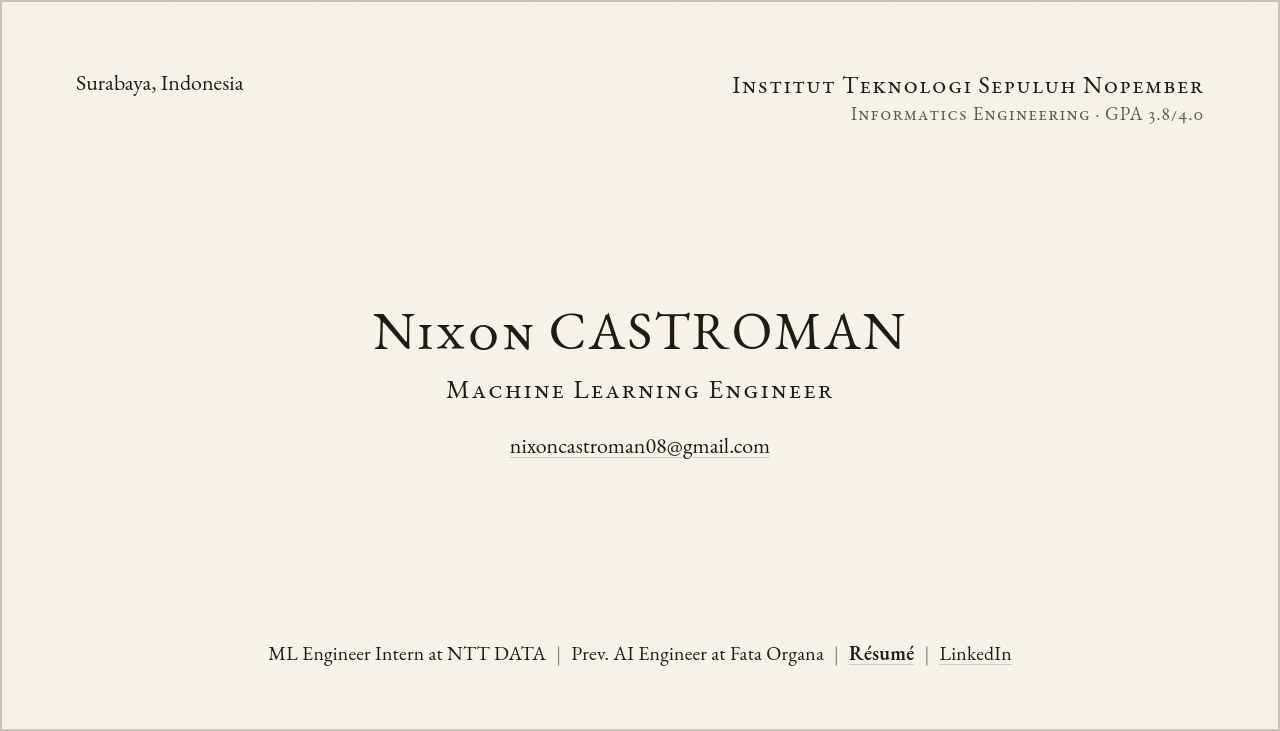 Surabaya, Indonesia
Institut Teknologi Sepuluh Nopember
Informatics Engineering · GPA 3.8/4.0
Nixon CASTROMAN
Machine Learning Engineer
nixoncastroman08@gmail.com
ML Engineer Intern at NTT DATA | Prev. AI Engineer at Fata Organa | Résumé | LinkedIn